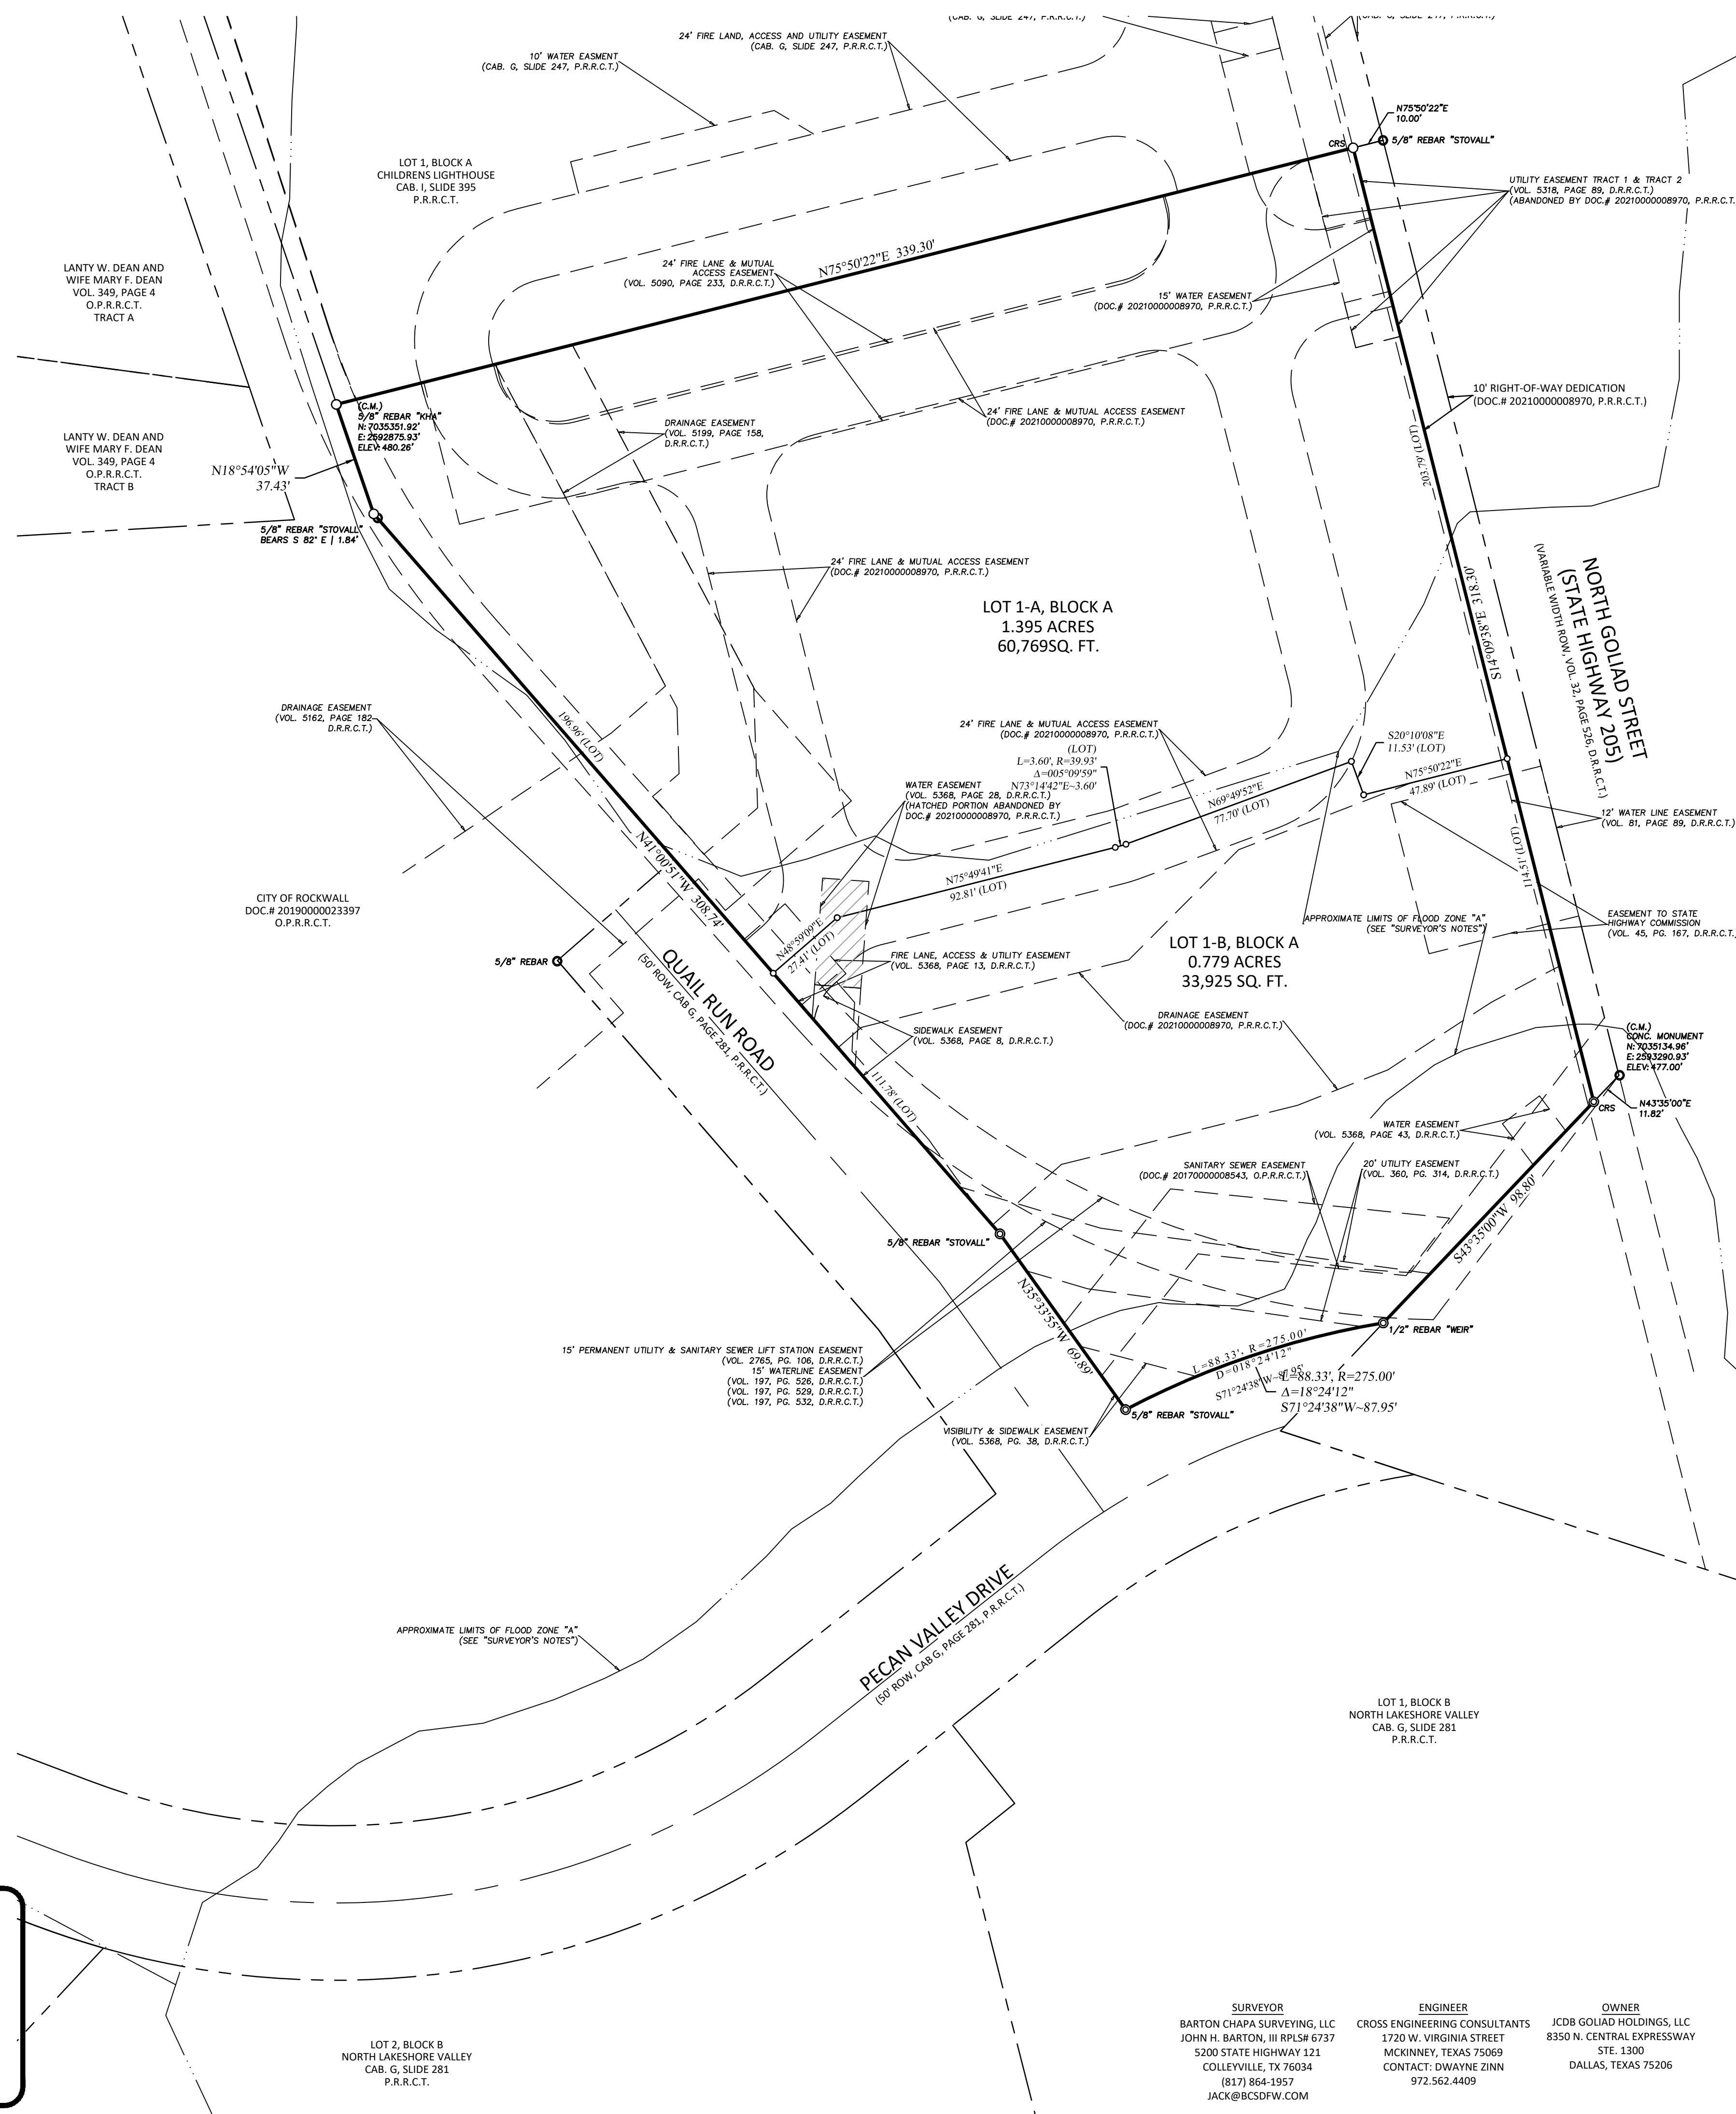 (CAB. G, SLIDE 247, P.R.R.C.T.)
24' FIRE LAND, ACCESS AND UTILITY EASEMENT
(CAB. G, SLIDE 247, P.R.R.C.T.)
10' WATER EASMENT
(CAB. G, SLIDE 247, P.R.R.C.T.)
N75°50'22"E
10.00'
CRS
5/8" REBAR "STOVALL"
LOT 1, BLOCK A
CHILDRENS LIGHTHOUSE
CAB. I, SLIDE 395
P.R.R.C.T.
UTILITY EASEMENT TRACT 1 & TRACT 2
(VOL. 5318, PAGE 89, D.R.R.C.T.)
(ABANDONED BY DOC.# 20210000008970, P.R.R.C.T.
LANTY W. DEAN AND
WIFE MARY F. DEAN
VOL. 349, PAGE 4
O.P.R.R.C.T.
TRACT A
24' FIRE LANE & MUTUAL
ACCESS EASEMENT
(VOL. 5090, PAGE 233, D.R.R.C.T.)
N75°50'22"E 339.30'
15' WATER EASEMENT
(DOC.# 20210000008970, P.R.R.C.T.)
10' RIGHT-OF-WAY DEDICATION
(DOC.# 20210000008970, P.R.R.C.T.)
(C.M.)
5/8" REBAR "KHA"
N: 7035351.92'
E: 2592875.93'
ELEV: 480.26'
24' FIRE LANE & MUTUAL ACCESS EASEMENT
(DOC.# 20210000008970, P.R.R.C.T.)
DRAINAGE EASEMENT
(VOL. 5199, PAGE 158,
D.R.R.C.T.)
LANTY W. DEAN AND
WIFE MARY F. DEAN
VOL. 349, PAGE 4
O.P.R.R.C.T.
TRACT B
N18°54'05"W
37.43'
203.79' (LOT)
5/8" REBAR "STOVALL"
BEARS S 82° E | 1.84'
24' FIRE LANE & MUTUAL ACCESS EASEMENT
(DOC.# 20210000008970, P.R.R.C.T.)
LOT 1-A, BLOCK A
1.395 ACRES
60,769SQ. FT.
S14°09'38"E 318.30'
NORTH GOLIAD STREET
(STATE HIGHWAY 205)
(VARIABLE WIDTH ROW, VOL. 32, PAGE 526, D.R.R.C.T.)
DRAINAGE EASEMENT
(VOL. 5162, PAGE 182
D.R.R.C.T.)
196.96' (LOT)
24' FIRE LANE & MUTUAL ACCESS EASEMENT
(DOC.# 20210000008970, P.R.R.C.T.)
(LOT)
L=3.60', R=39.93'
Δ=005°09'59"
N73°14'42"E~3.60'
S20°10'08"E
11.53' (LOT)
N75°50'22"E
47.89' (LOT)
WATER EASEMENT
(VOL. 5368, PAGE 28, D.R.R.C.T.)
(HATCHED PORTION ABANDONED BY
DOC.# 20210000008970, P.R.R.C.T.)
N69°49'52"E
77.70' (LOT)
12' WATER LINE EASEMENT
(VOL. 81, PAGE 89, D.R.R.C.T.)
N41°00'51"W 308.74'
N75°49'41"E
92.81' (LOT)
114.51' (LOT)
CITY OF ROCKWALL
DOC.# 20190000023397
O.P.R.R.C.T.
APPROXIMATE LIMITS OF FLOOD ZONE "A"
(SEE "SURVEYOR'S NOTES")
EASEMENT TO STATE
HIGHWAY COMMISSION
(VOL. 45, PG. 167, D.R.R.C.T.
N48°59'09"E
27.41' (LOT)
LOT 1-B, BLOCK A
0.779 ACRES
33,925 SQ. FT.
5/8" REBAR
QUAIL RUN ROAD
(50' ROW, CAB G, PAGE 281, P.R.R.C.T.)
FIRE LANE, ACCESS & UTILITY EASEMENT
(VOL. 5368, PAGE 13, D.R.R.C.T.)
DRAINAGE EASEMENT
(DOC.# 20210000008970, P.R.R.C.T.)
SIDEWALK EASEMENT
(VOL. 5368, PAGE 8, D.R.R.C.T.)
(C.M.)
CONC. MONUMENT
N: 7035134.96'
E: 2593290.93'
ELEV: 477.00'
111.78' (LOT)
CRS
N43°35'00"E
11.82'
WATER EASEMENT
(VOL. 5368, PAGE 43, D.R.R.C.T.)
SANITARY SEWER EASEMENT
(DOC.# 20170000008543, O.P.R.R.C.T.)
20' UTILITY EASEMENT
(VOL. 360, PG. 314, D.R.R.C.T.)
S43°35'00"W 98.80'
5/8" REBAR "STOVALL"
N35°33'55"W 69.89'
1/2" REBAR "WEIR"
15' PERMANENT UTILITY & SANITARY SEWER LIFT STATION EASEMENT
(VOL. 2765, PG. 106, D.R.R.C.T.)
15' WATERLINE EASEMENT
(VOL. 197, PG. 526, D.R.R.C.T.)
(VOL. 197, PG. 529, D.R.R.C.T.)
(VOL. 197, PG. 532, D.R.R.C.T.)
L=88.33', R=275.00'
D=018°24'12"
S71°24'38"W~87.95'
L=88.33', R=275.00'
Δ=18°24'12"
S71°24'38"W~87.95'
5/8" REBAR "STOVALL"
VISIBILITY & SIDEWALK EASEMENT
(VOL. 5368, PG. 38, D.R.R.C.T.)
PECAN VALLEY DRIVE
(50' ROW, CAB G, PAGE 281, P.R.R.C.T.)
APPROXIMATE LIMITS OF FLOOD ZONE "A"
(SEE "SURVEYOR'S NOTES")
LOT 1, BLOCK B
NORTH LAKESHORE VALLEY
CAB. G, SLIDE 281
P.R.R.C.T.
LOT 2, BLOCK B
NORTH LAKESHORE VALLEY
CAB. G, SLIDE 281
P.R.R.C.T.
SURVEYOR
BARTON CHAPA SURVEYING, LLC
JOHN H. BARTON, III RPLS# 6737
5200 STATE HIGHWAY 121
COLLEYVILLE, TX 76034
(817) 864-1957
JACK@BCSDFW.COM
ENGINEER
CROSS ENGINEERING CONSULTANTS
1720 W. VIRGINIA STREET
MCKINNEY, TEXAS 75069
CONTACT: DWAYNE ZINN
972.562.4409
OWNER
JCDB GOLIAD HOLDINGS, LLC
8350 N. CENTRAL EXPRESSWAY
STE. 1300
DALLAS, TEXAS 75206